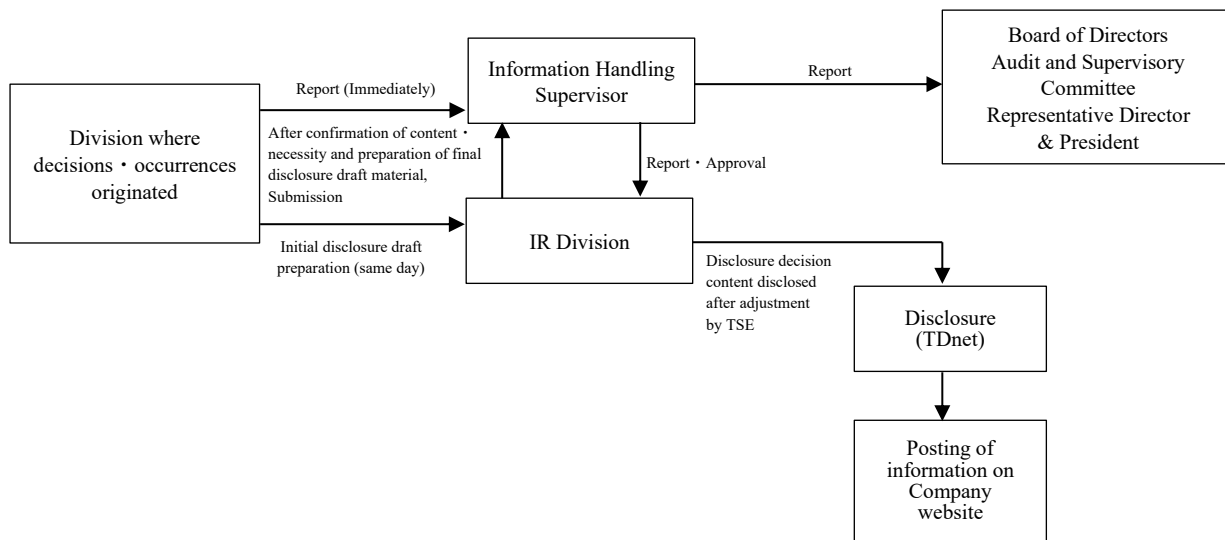 Division where
decisions・occurrences
originated
Report (Immediately)
After confirmation of content・
necessity and preparation of final
disclosure draft material,
Submission
Initial disclosure draft
preparation (same day)
Information Handling
Supervisor
Report・Approval
IR Division
Report
Board of Directors
Audit and Supervisory
Committee
Representative Director
& President
Disclosure decision
content disclosed
after adjustment
by TSE
Disclosure
(TDnet)
Posting of
information on
Company
website